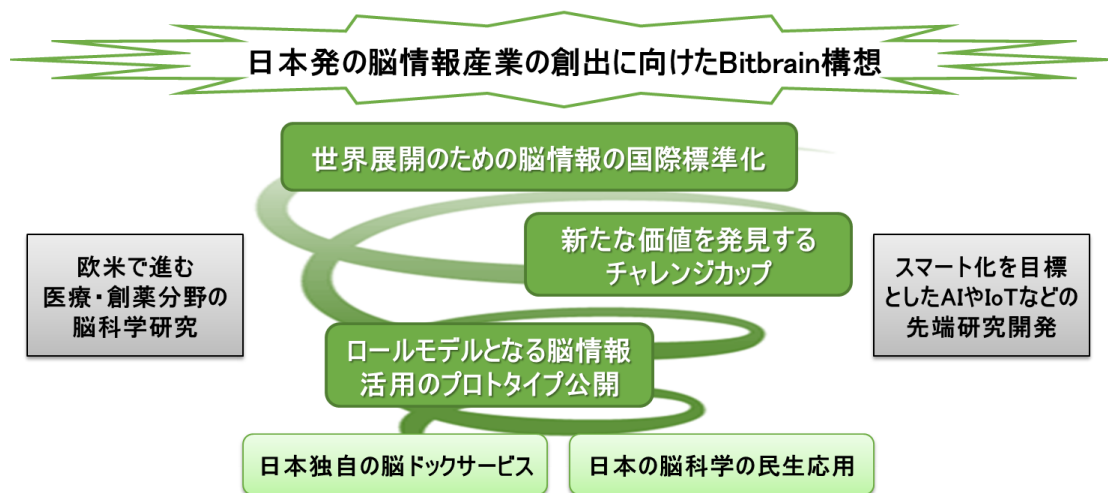 日本発の脳情報産業の創出に向けたBitbrain構想
世界展開のための脳情報の国際標準化
新たな価値を発見する
チャレンジカップ
欧米で進む
医療・創薬分野の
脳科学研究
スマート化を目標
としたAIやIoTなどの
先端研究開発
ロールモデルとなる脳情報
活用のプロトタイプ公開
日本独自の脳ドックサービス
日本の脳科学の民生応用